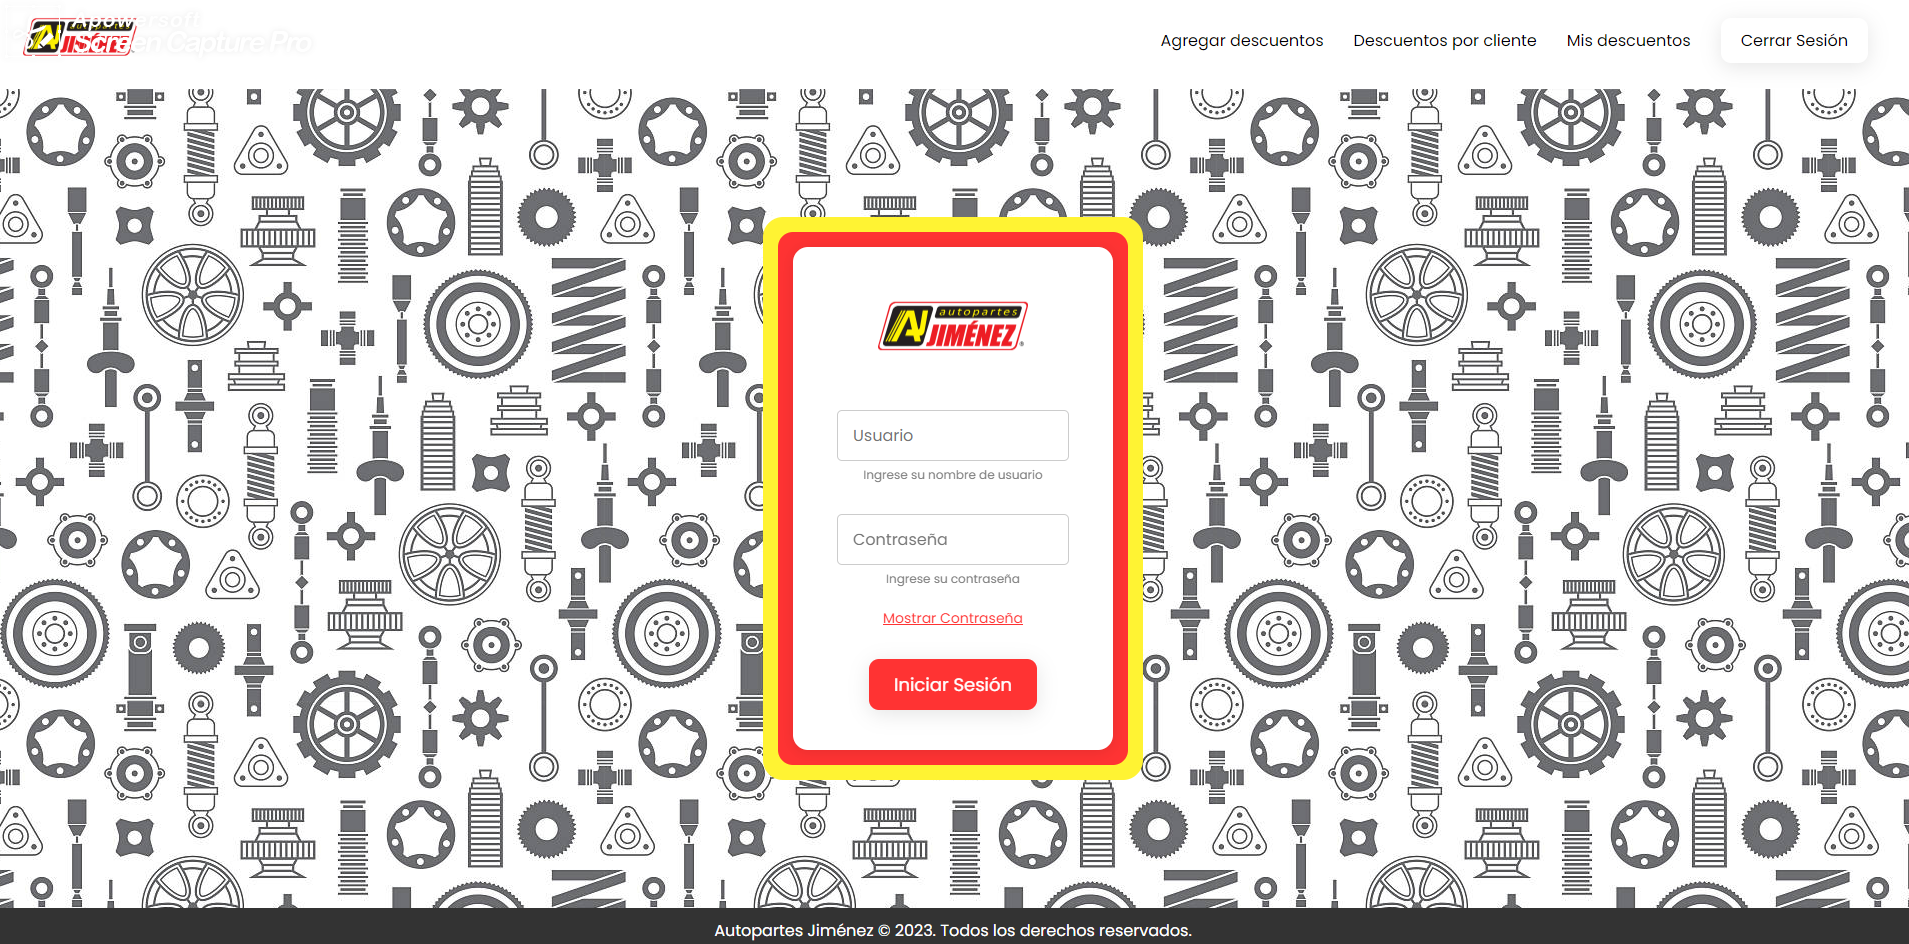 Apowersoft
Screen Capture Pro
Agregar descuentos
Descuentos por cliente
Mis descuentos
Cerrar Sesión
AJ autopartes
JIMÉNEZ®
Usuario
Ingrese su nombre de usuario
Contraseña
Ingrese su contraseña
Mostrar Contraseña
Iniciar Sesión
Autopartes Jiménez © 2023. Todos los derechos reservados.